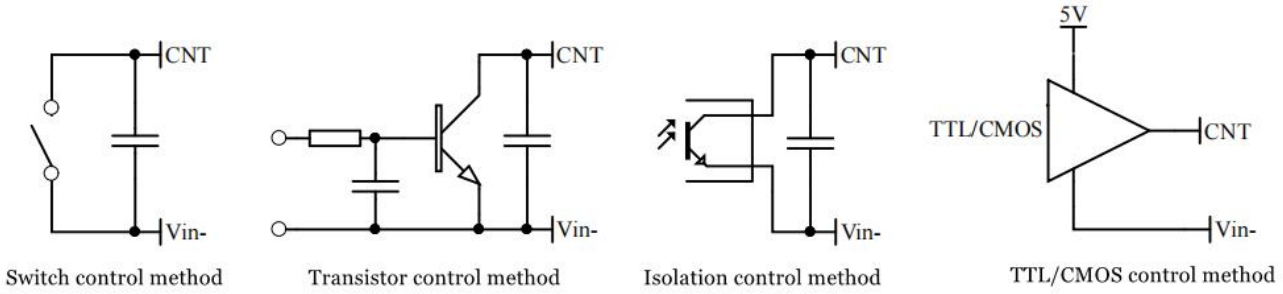 CNT
Vin-
Switch control method
CNT
Vin-
Transistor control method
CNT
Vin-
Isolation control method
5V
TTL/CMOS
CNT
Vin-
TTL/CMOS control method